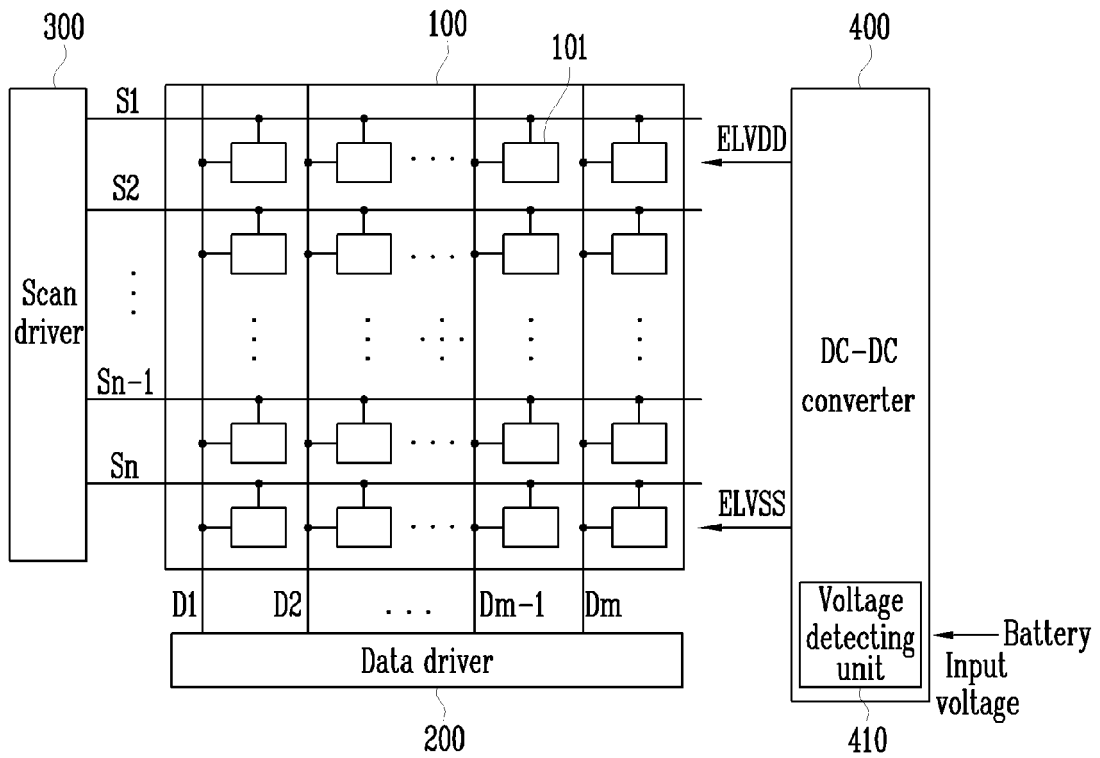 300
100
101
400
S1
ELVDD
S2
. . .
. . .
Scan
driver
DC-DC
converter
Sn-1
. . .
Sn
ELVSS
. . .
D1
D2
. . .
Dm-1
Dm
Voltage
detecting
unit
Battery
Input
voltage
Data driver
200
410